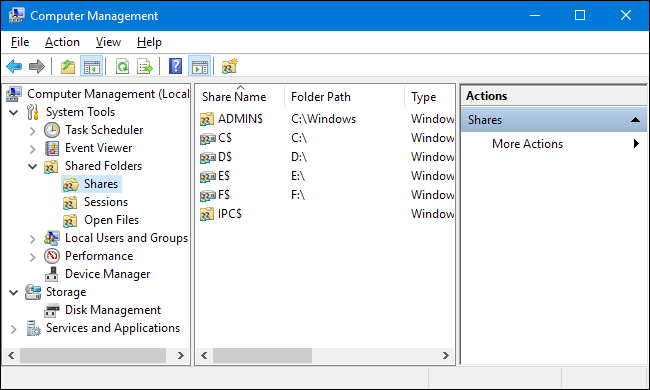 Computer Management
File Action View Help
Computer Management (Local
System Tools
Task Scheduler
Event Viewer
Shared Folders
Shares
Sessions
Open Files
Local Users and Groups
Performance
Device Manager
Storage
Disk Management
Services and Applications
Share Name Folder Path Type
ADMIN$ C:\Windows Window
C$ C:\ Window
D$ D:\ Window
E$ E:\ Window
F$ F:\ Window
IPC$ Window
Actions
Shares
More Actions